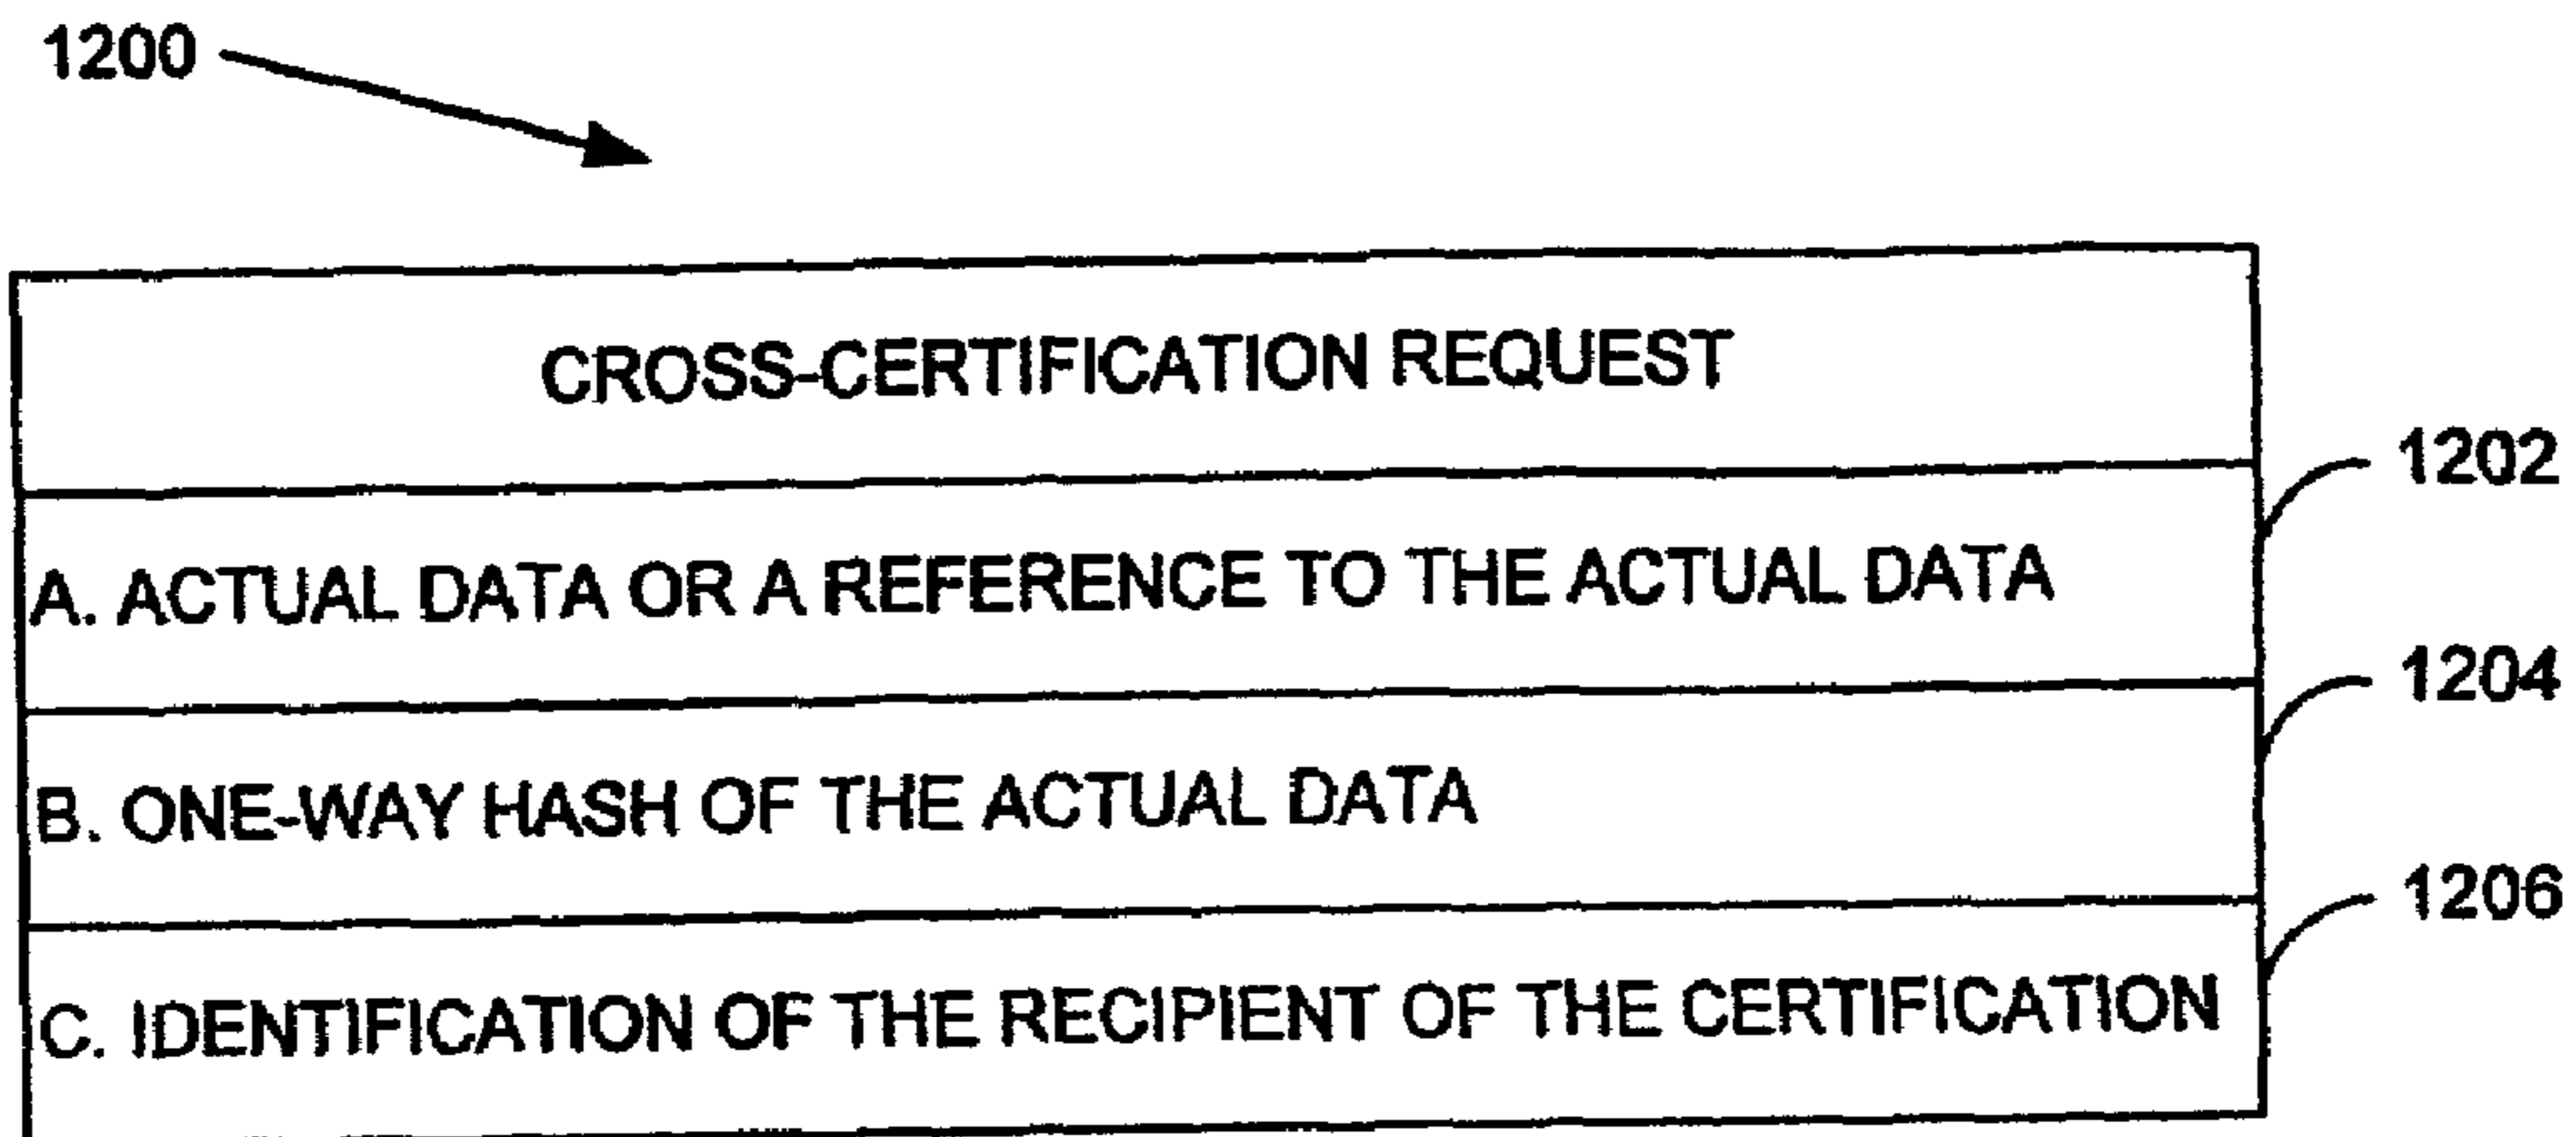 1200
CROSS-CERTIFICATION REQUEST
1202
A. ACTUAL DATA OR A REFERENCE TO THE ACTUAL DATA
1204
B. ONE-WAY HASH OF THE ACTUAL DATA
1206
C. IDENTIFICATION OF THE RECIPIENT OF THE CERTIFICATION